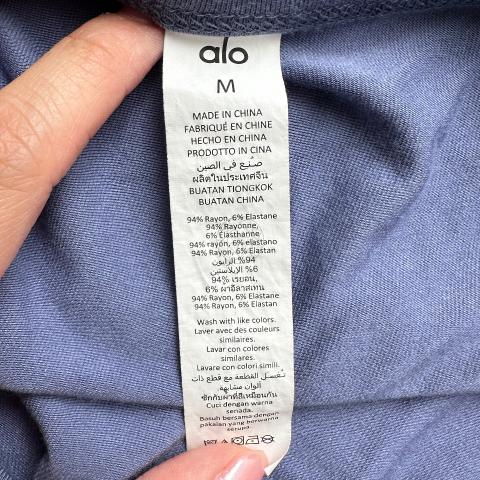 alo
M
MADE IN CHINA
FABRIQUÉ EN CHINE
HECHO EN CHINA
PRODOTTO IN CINA
صُنع في الصين
ผลิตในประเทศจีน
BUATAN TIONGKOK
BUATAN CHINA
94% Rayon, 6% Elastane
94% Rayonne,
6% Élasthanne
94% rayón, 6% elastano
94% Rayon, 6% Elastan
94% الرايون
6% الإيلاستين
94% เรยอน,
6% ผ้าอีลาสเทน
94% Rayon, 6% Elastane
94% Rayon, 6% Elastane
Wash with like colors.
Laver avec des couleurs
similaires.
Lavar con colores
similares.
Lavare con colori simili.
تُغسل القطعة مع قطع ذات
ألوان مشابهة.
ซักกับผ้าที่สีเหมือนกัน
Cuci dengan warna
senada.
Basuh bersama dengan
pakaian yang berwarna
serupa.